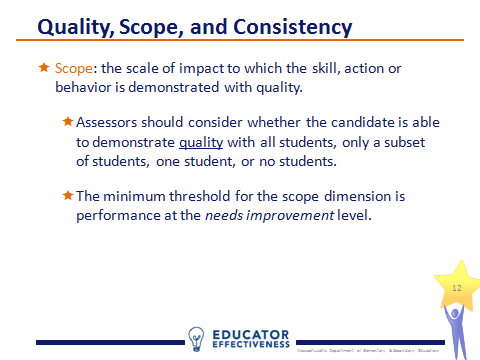 Quality, Scope, and Consistency
Scope: the scale of impact to which the skill, action or
behavior is demonstrated with quality.
Assessors should consider whether the candidate is able
to demonstrate quality with all students, only a subset
of students, one student, or no students.
The minimum threshold for the scope dimension is
performance at the needs improvement level.
12
EDUCATOR
EFFECTIVENESS
Massachusetts Department of Elementary & Secondary Education